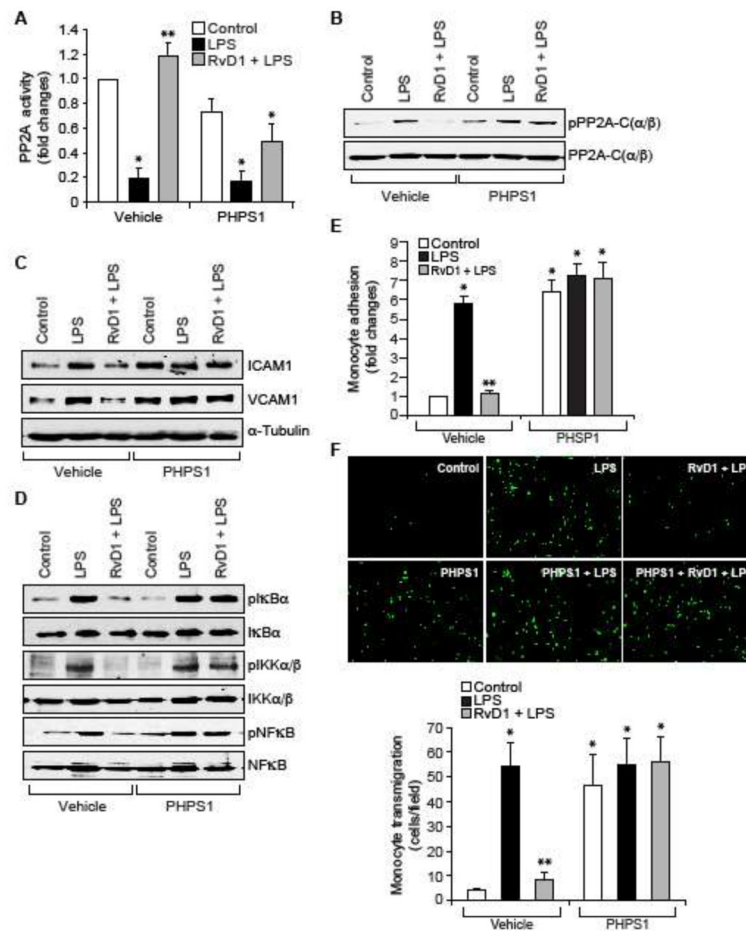 A
PP2A activity
(fold changes)
1.4
1.2
1.0
0.8
0.6
0.4
0.2
0
Control
LPS
RvD1 + LPS
*
**
*
*
Vehicle
PHPS1
B
Control
LPS
RvD1 + LPS
Control
LPS
RvD1 + LPS
pPP2A-C(α/β)
PP2A-C(α/β)
Vehicle
PHPS1
C
Control
LPS
RvD1 + LPS
Control
LPS
RvD1 + LPS
ICAM1
VCAM1
α-Tubulin
Vehicle
PHPS1
D
Control
LPS
RvD1 + LPS
Control
LPS
RvD1 + LPS
pIκBα
IκBα
pIKKα/β
IKKα/β
pNFκB
NFκB
Vehicle
PHPS1
E
Monocyte adhesion
(fold changes)
9
8
7
6
5
4
3
2
1
0
Control
LPS
RvD1 + LPS
*
**
*
*
*
Vehicle
PHSP1
F
Control
LPS
RvD1 + LP
PHPS1
PHPS1 + LPS
PHPS1 + RvD1 + LP
Control
LPS
RvD1 + LPS
Monocyte transmigration
(cells/field)
70
60
50
40
30
20
10
0
*
**
*
*
*
Vehicle
PHPS1